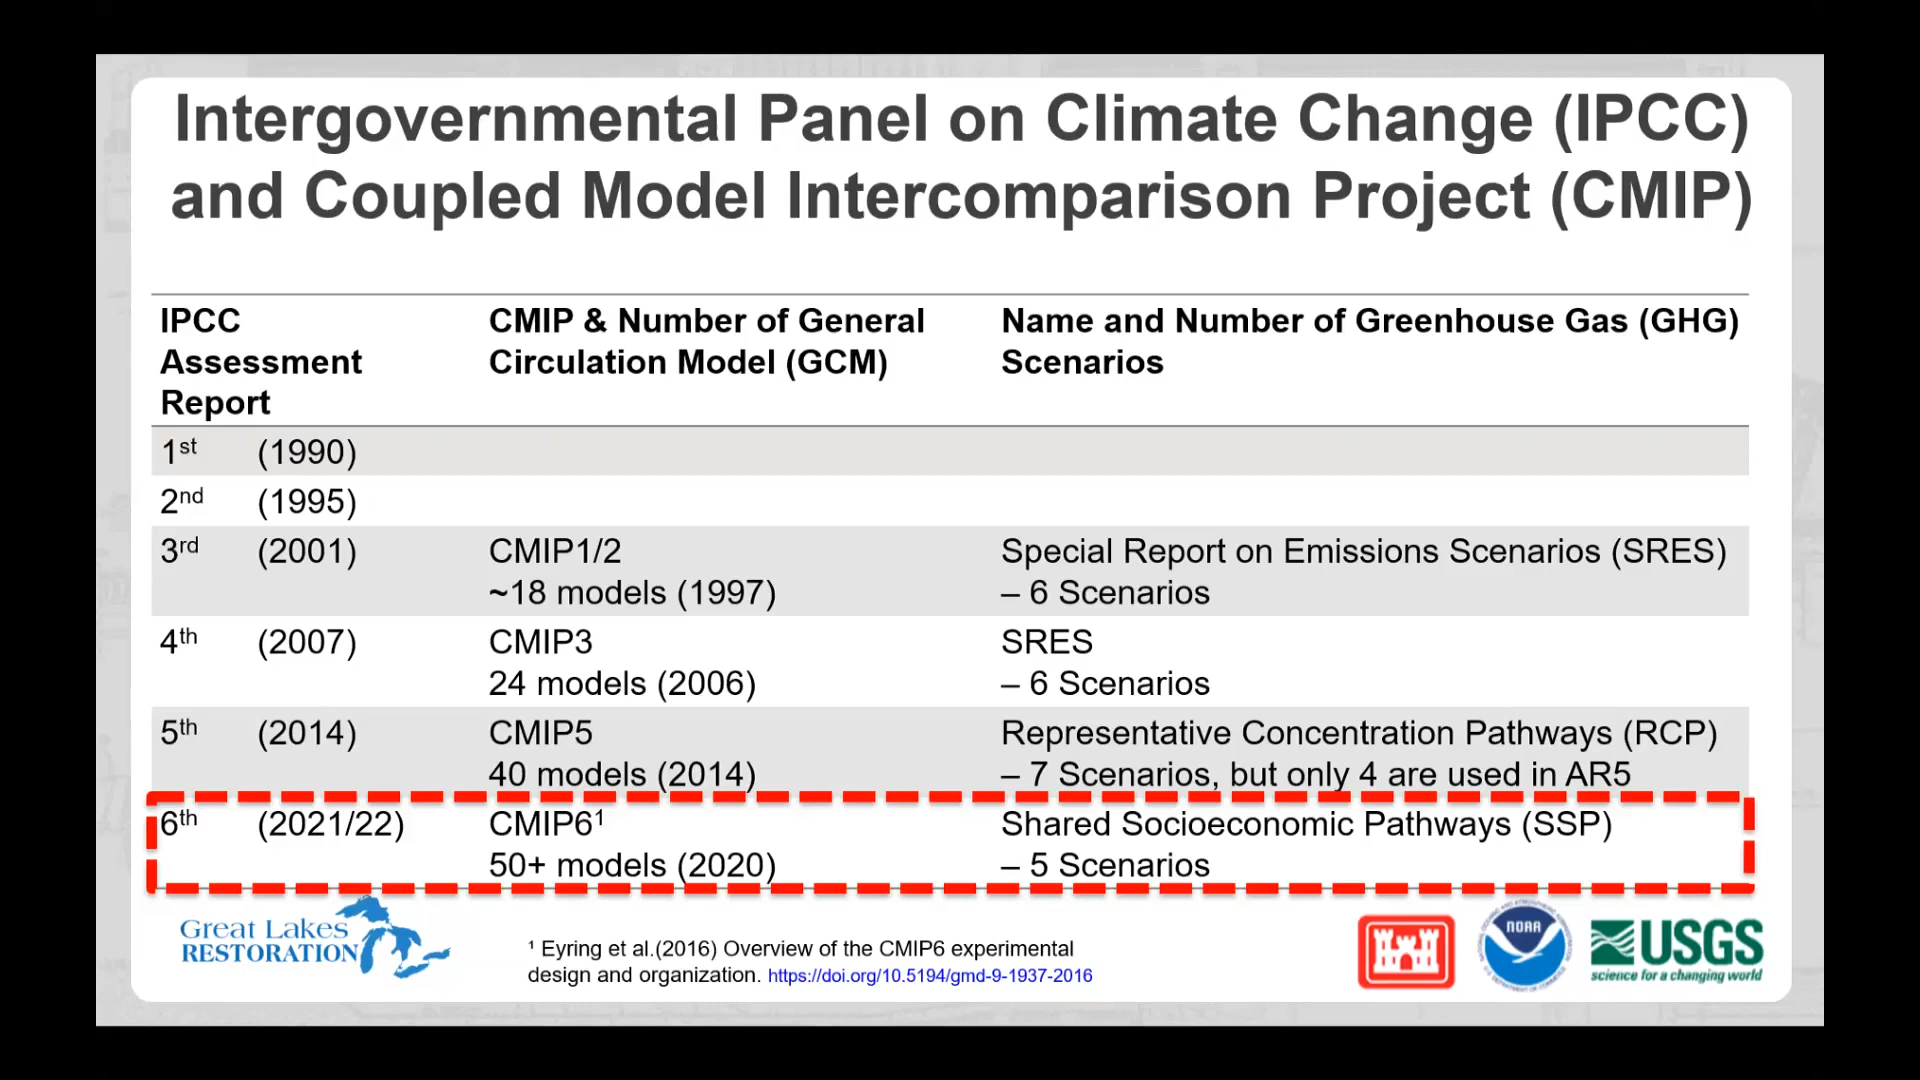 Intergovernmental Panel on Climate Change (IPCC)
and Coupled Model Intercomparison Project (CMIP)
IPCC Assessment Report
CMIP & Number of General Circulation Model (GCM)
Name and Number of Greenhouse Gas (GHG) Scenarios
1st (1990)
2nd (1995)
3rd (2001)
CMIP1/2
~18 models (1997)
Special Report on Emissions Scenarios (SRES)
– 6 Scenarios
4th (2007)
CMIP3
24 models (2006)
SRES
– 6 Scenarios
5th (2014)
CMIP5
40 models (2014)
Representative Concentration Pathways (RCP)
– 7 Scenarios, but only 4 are used in AR5
6th (2021/22)
CMIP6¹
50+ models (2020)
Shared Socioeconomic Pathways (SSP)
– 5 Scenarios
Great Lakes
RESTORATION
¹ Eyring et al.(2016) Overview of the CMIP6 experimental
design and organization. https://doi.org/10.5194/gmd-9-1937-2016
NOAA
USGS
science for a changing world